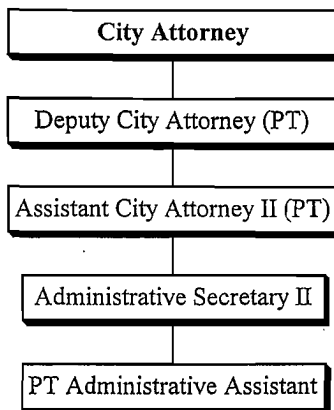 City Attorney
Deputy City Attorney (PT)
Assistant City Attorney II (PT)
Administrative Secretary II
PT Administrative Assistant